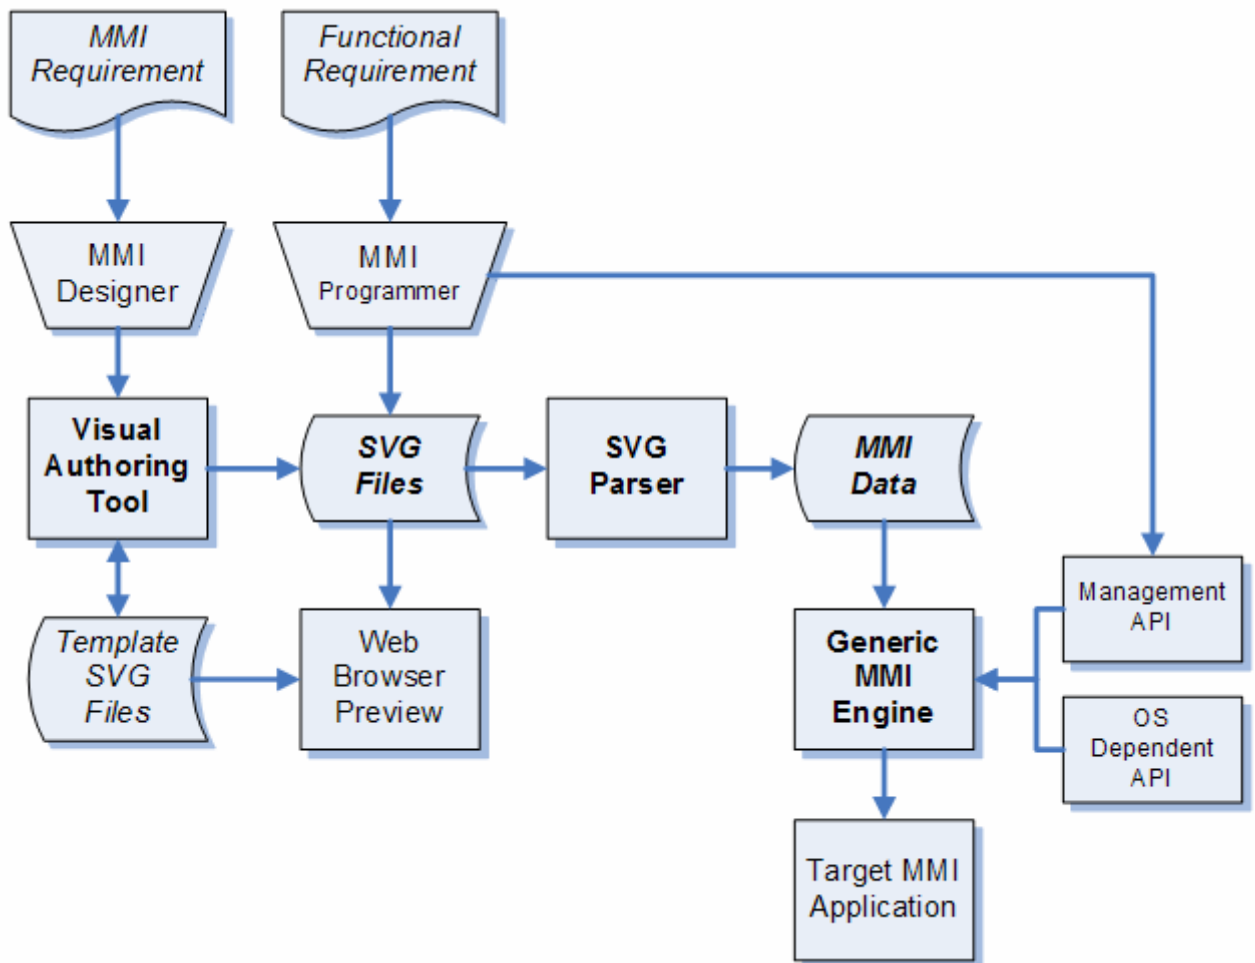 MMI
Requirement
Functional
Requirement
MMI
Designer
MMI
Programmer
Visual
Authoring
Tool
SVG
Files
SVG
Parser
MMI
Data
Management
API
Template
SVG
Files
Web
Browser
Preview
Generic
MMI
Engine
OS
Dependent
API
Target MMI
Application